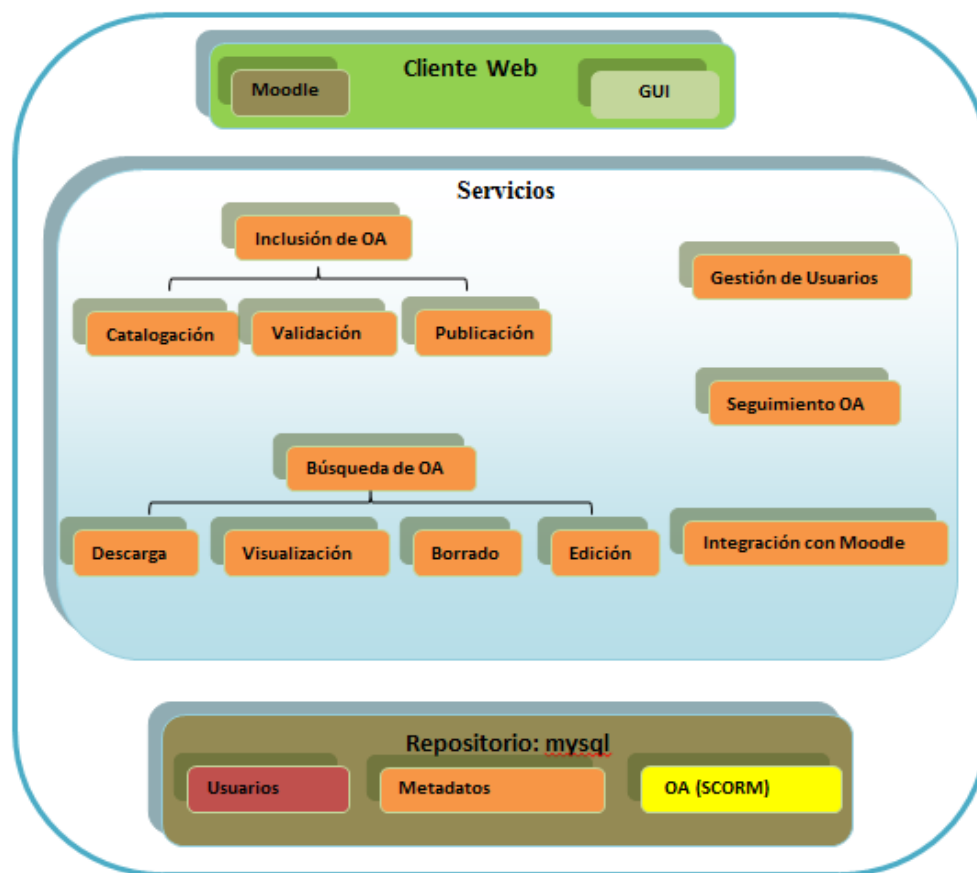 Cliente Web
Moodle
GUI
Servicios
Inclusión de OA
Gestión de Usuarios
Catalogación
Validación
Publicación
Seguimiento OA
Búsqueda de OA
Descarga
Visualización
Borrado
Edición
Integración con Moodle
Repositorio: mysql
Usuarios
Metadatos
OA (SCORM)